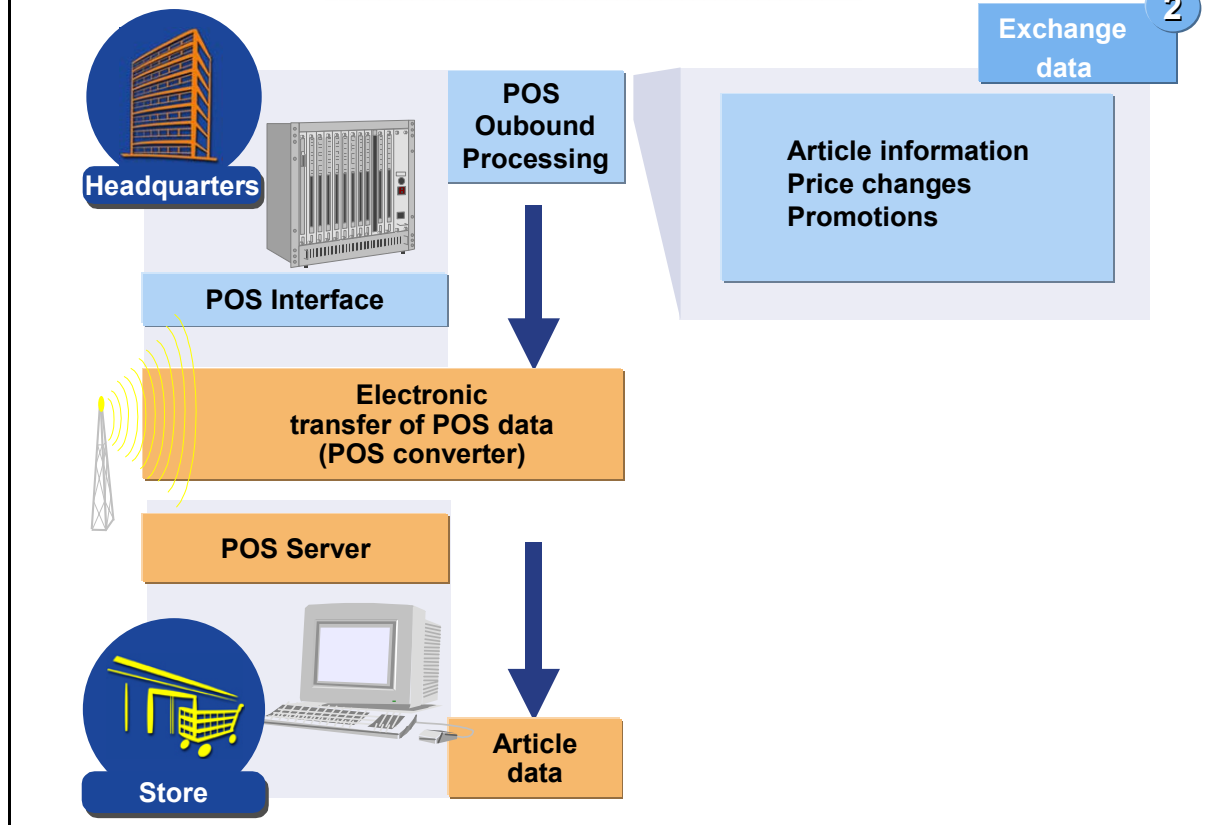 2
Exchange
data
POS
Oubound
Processing
Article information
Price changes
Promotions
Headquarters
POS Interface
Electronic
transfer of POS data
(POS converter)
POS Server
Article
data
Store